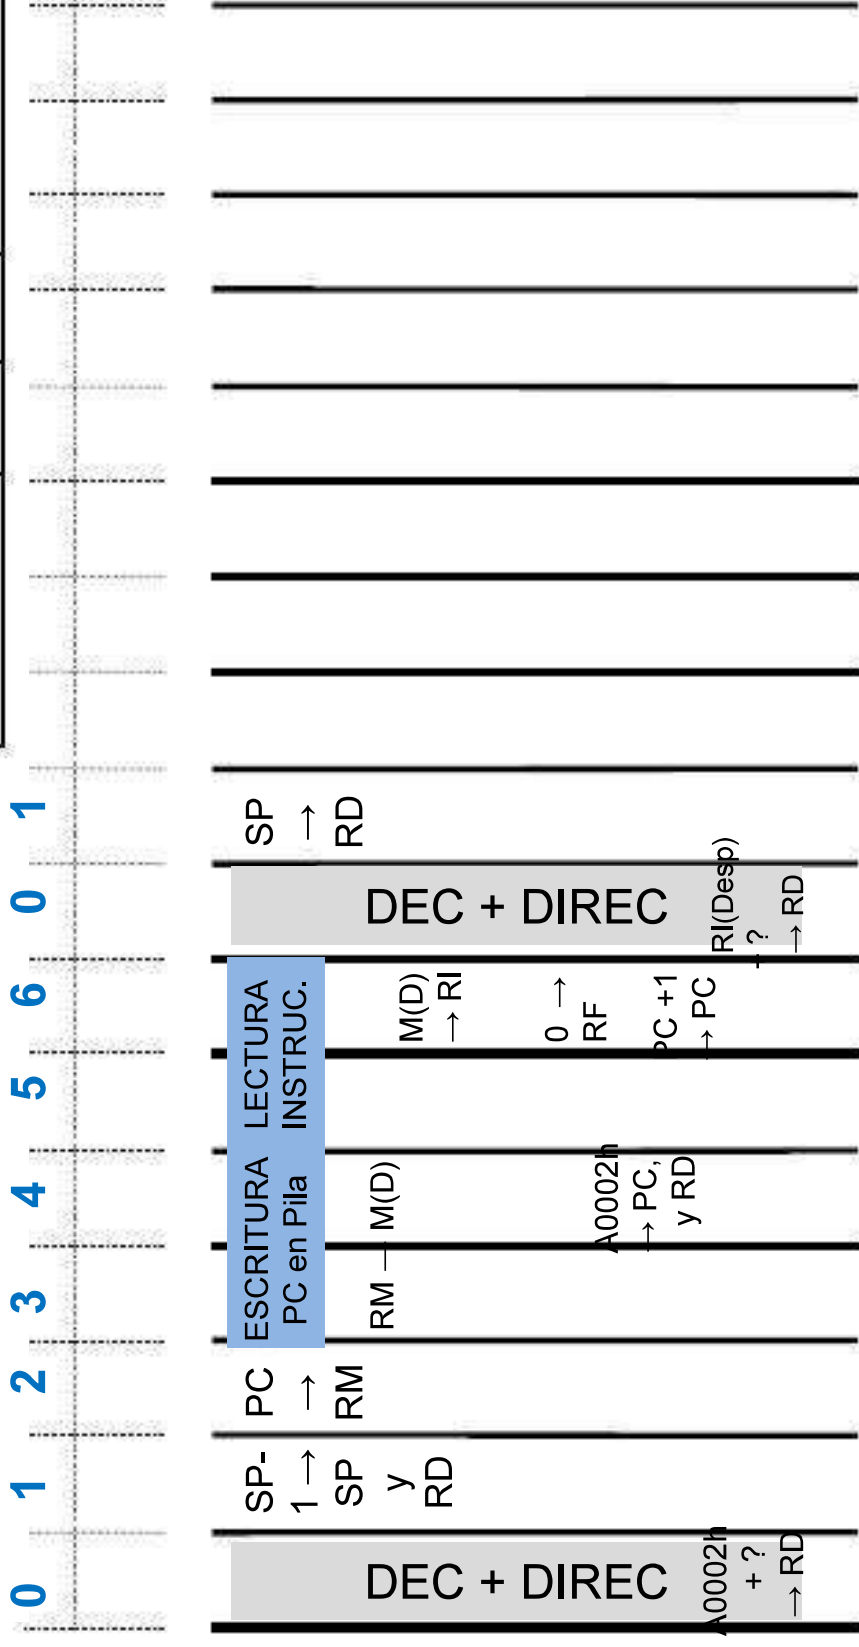 0 1 2 3 4 5 6 0 1
DEC + DIREC
A0002h
+ ?
→ RD
SP-
1 →
SP
y
RD
PC
→
RM
ESCRITURA
PC en Pila
RM → M(D)
A0002h
→ PC,
y RD
LECTURA
INSTRUC.
M(D)
→ RI
0 →
RF
PC +1
→ PC
DEC + DIREC
RI(Desp)
+ ?
→ RD
SP
→
RD